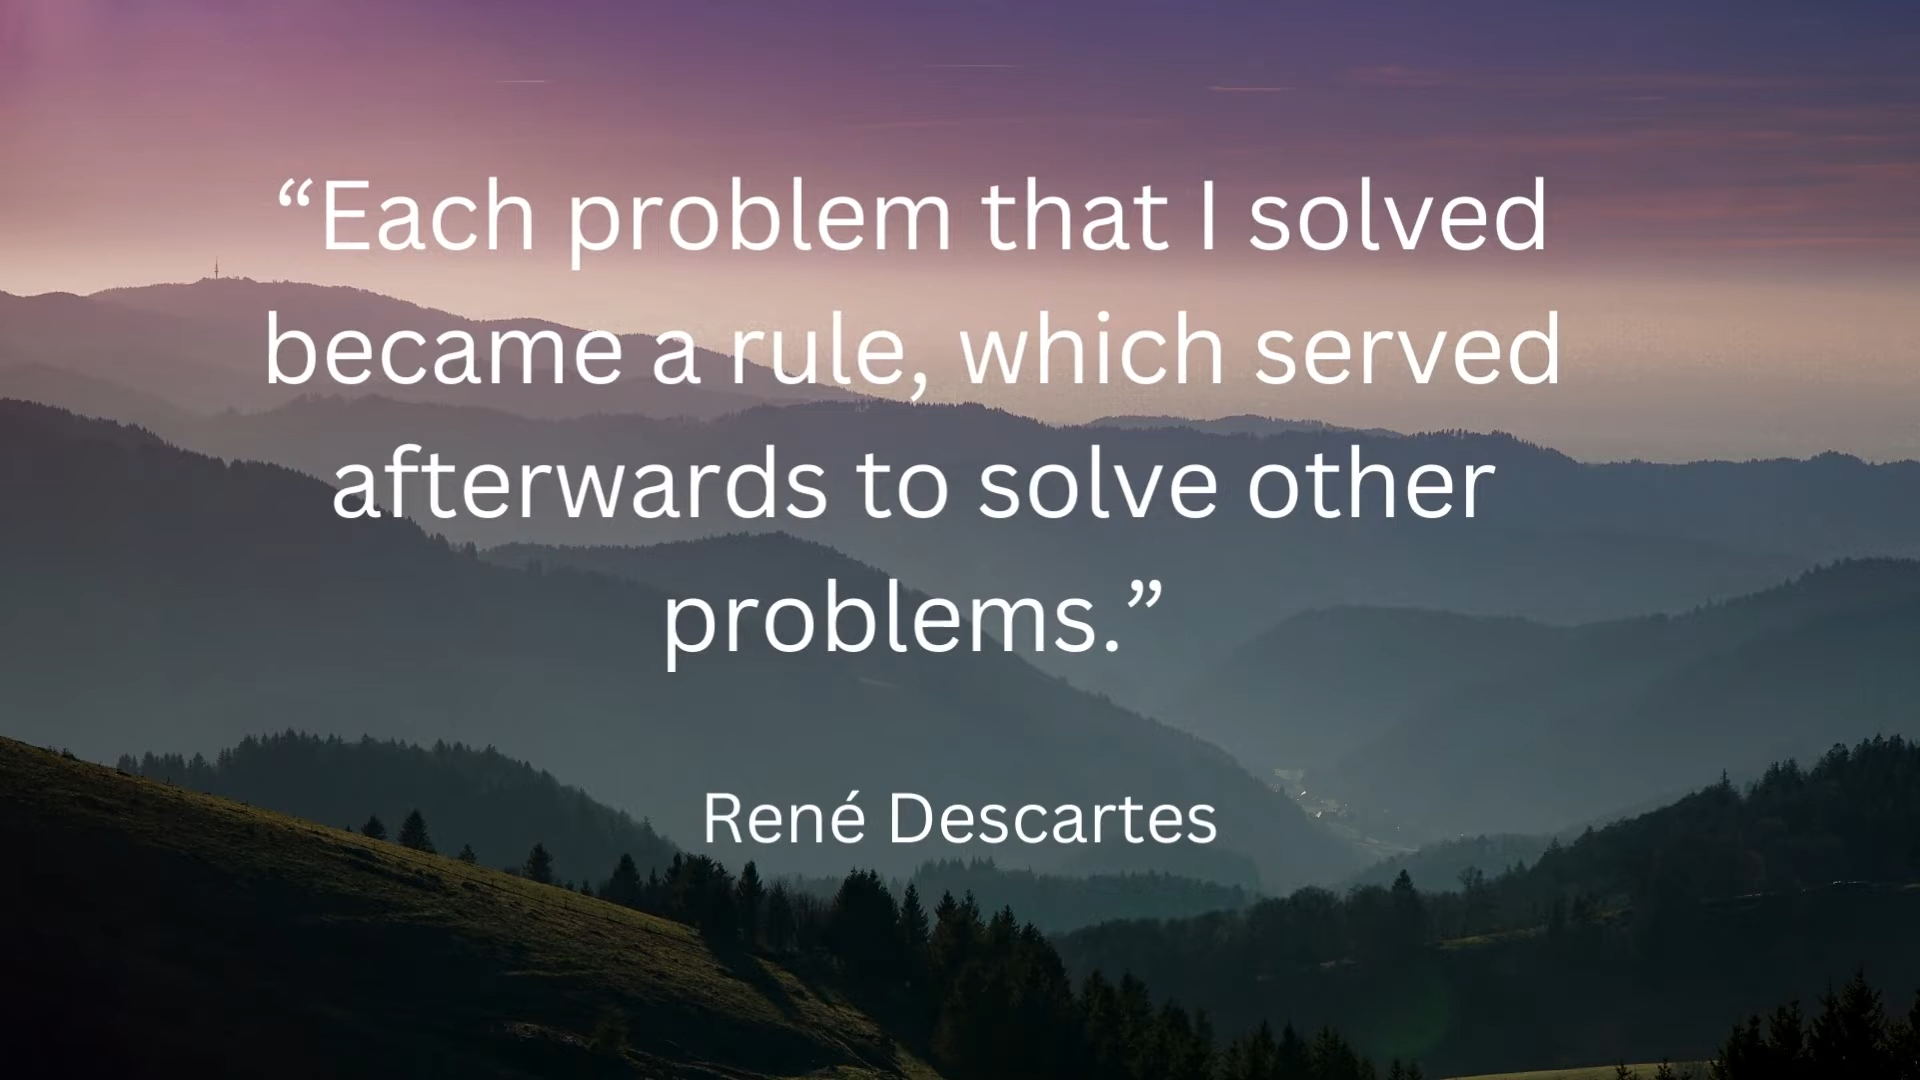 “Each problem that I solved
became a rule, which served
afterwards to solve other
problems.”
René Descartes